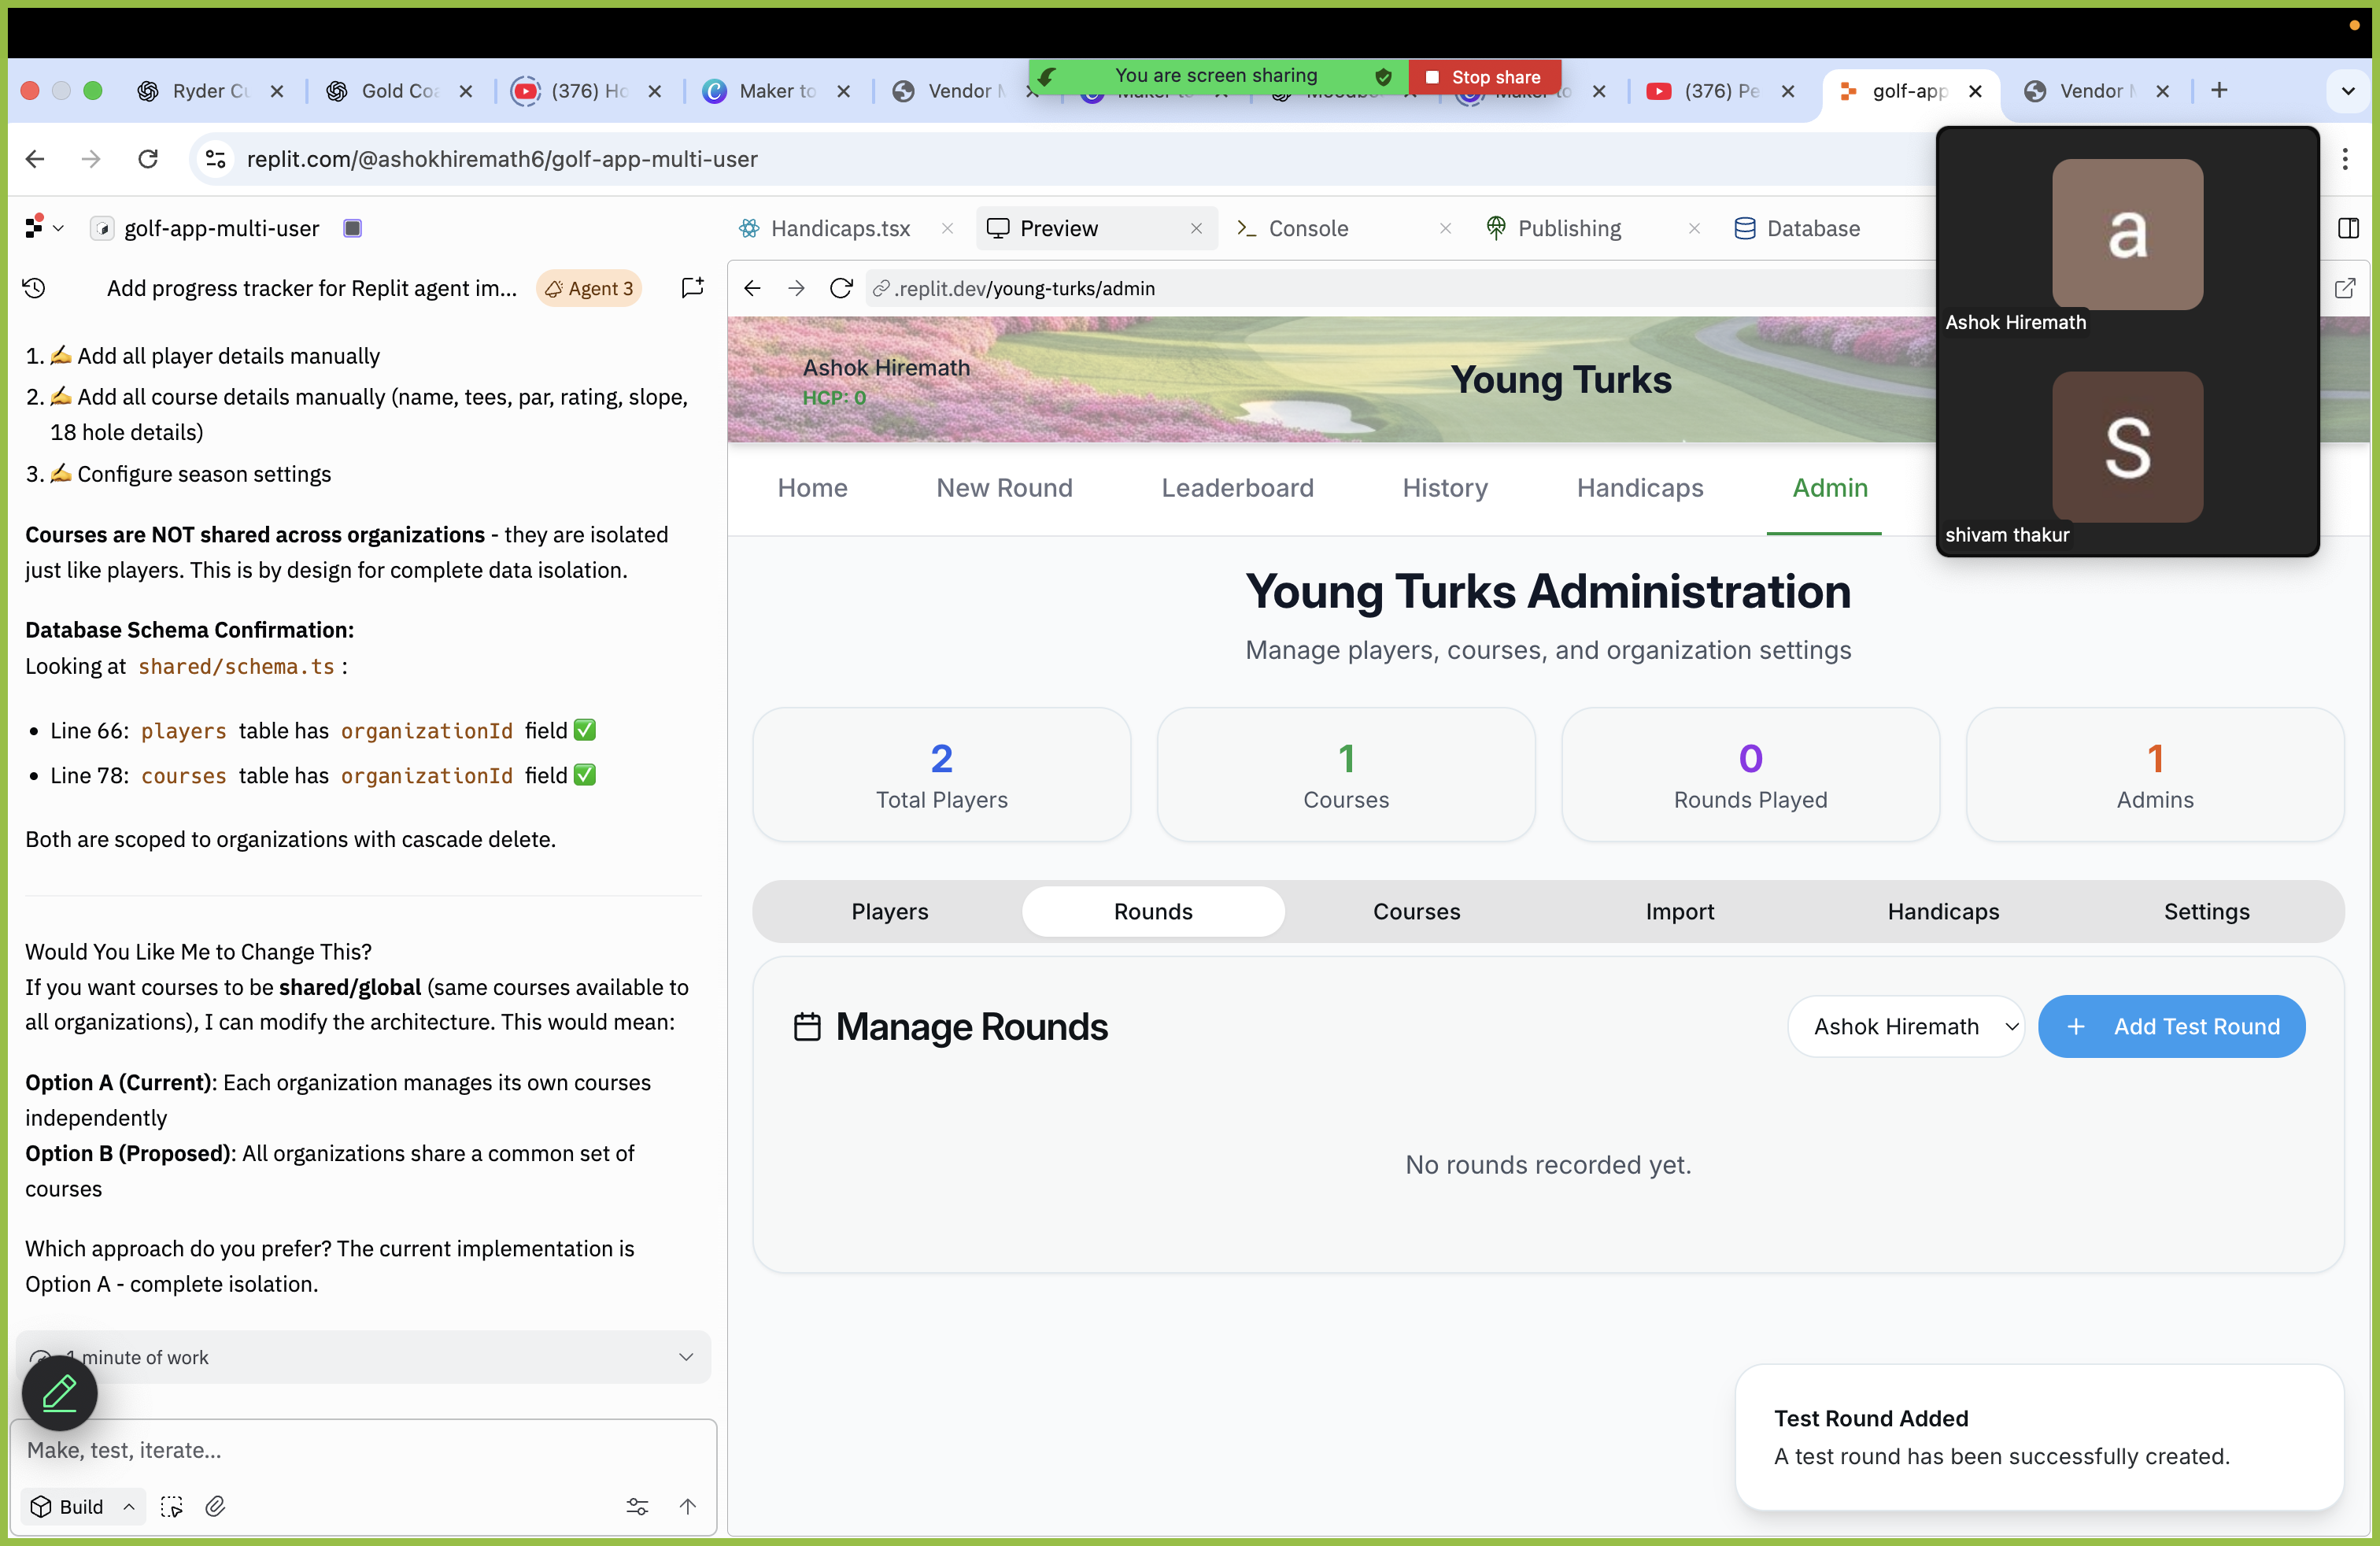 You are screen sharing
Stop share
Ryder Cu
Gold Coa
(376) Ho
Maker to
Vendor M
(376) Pe
golf-app
Vendor M
replit.com/@ashokhiremath6/golf-app-multi-user
golf-app-multi-user
Handicaps.tsx
Preview
Console
Publishing
Database
Add progress tracker for Replit agent im...
Agent 3
.replit.dev/young-turks/admin
a
Ashok Hiremath
S
shivam thakur
1. ✍️ Add all player details manually
2. ✍️ Add all course details manually (name, tees, par, rating, slope,
18 hole details)
3. ✍️ Configure season settings
Courses are NOT shared across organizations - they are isolated
just like players. This is by design for complete data isolation.
Database Schema Confirmation:
Looking at shared/schema.ts :
• Line 66: players table has organizationId field ✅
• Line 78: courses table has organizationId field ✅
Both are scoped to organizations with cascade delete.
Would You Like Me to Change This?
If you want courses to be shared/global (same courses available to
all organizations), I can modify the architecture. This would mean:
Option A (Current): Each organization manages its own courses
independently
Option B (Proposed): All organizations share a common set of
courses
Which approach do you prefer? The current implementation is
Option A - complete isolation.
1 minute of work
Make, test, iterate...
Build
Ashok Hiremath
HCP: 0
Young Turks
Home
New Round
Leaderboard
History
Handicaps
Admin
Young Turks Administration
Manage players, courses, and organization settings
2
Total Players
1
Courses
0
Rounds Played
1
Admins
Players
Rounds
Courses
Import
Handicaps
Settings
Manage Rounds
Ashok Hiremath
+ Add Test Round
No rounds recorded yet.
Test Round Added
A test round has been successfully created.